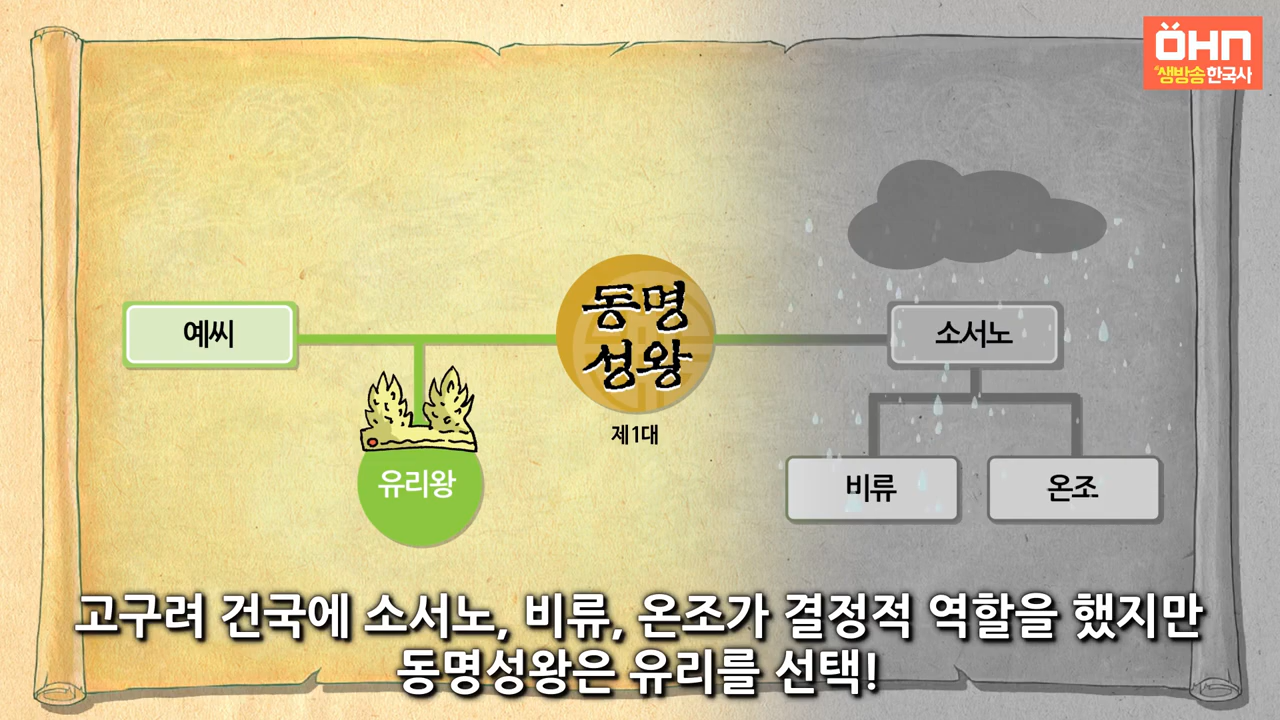 ÖHN
“생방송한국사
예씨
동명
성왕
소서노
제1대
유리왕
비류
온조
고구려 건국에 소서노, 비류, 온조가 결정적 역할을 했지만
동명성왕은 유리를 선택!